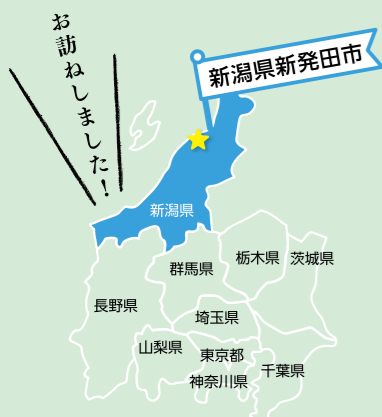 お訪ねしました!
新潟県新発田市
新潟県
群馬県
栃木県
茨城県
長野県
埼玉県
山梨県
東京都
千葉県
神奈川県